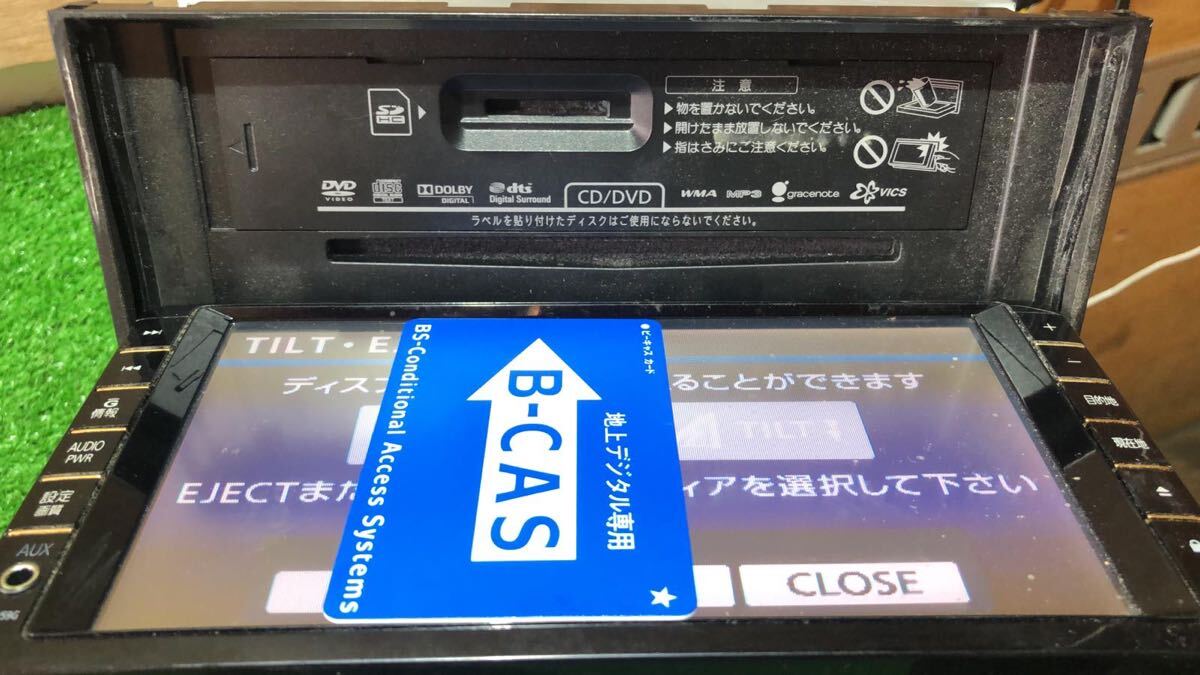 注 意
▶物を置かないでください。
▶開けたまま放置しないでください。
▶指はさみにご注意ください。
SD
HC
DVD
VIDEO
DISC
TEXT
DOLBY
DIGITAL
dts
Digital Surround
CD/DVD
WMA
MP3
gracenote
VICS
ラベルを貼り付けたディスクはご使用にならないでください。
TILT・E
ディス
ることができます
TILT
EJECTまた
ィアを選択して下さい
CLOSE
BS-Conditional Access Systems
B-CAS
地上デジタル専用
ビーキャス カード
G
情報
AUDIO
PWR
設定
画質
AUX
+
−
目的地
現在地